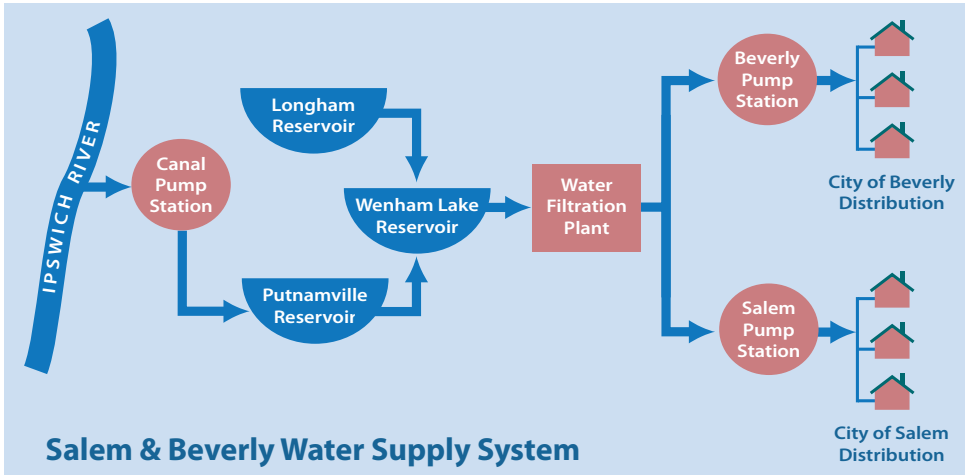 IPSWICH RIVER
Canal
Pump
Station
Longham
Reservoir
Putnamville
Reservoir
Wenham Lake
Reservoir
Water
Filtration
Plant
Beverly
Pump
Station
City of Beverly
Distribution
Salem
Pump
Station
City of Salem
Distribution
Salem & Beverly Water Supply System